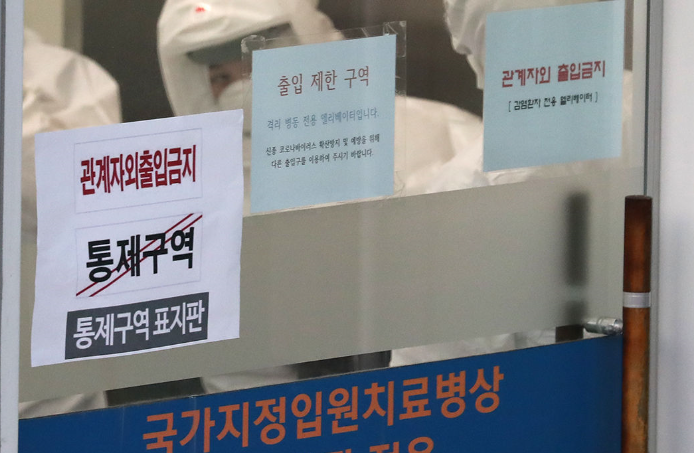 관계자외출입금지
통제구역
통제구역 표지판
출입 제한 구역
격리 병동 전용 엘리베이터입니다.
신종 코로나바이러스 확산방지 및 예방을 위해
다른 출입구를 이용하여 주시기 바랍니다.
관계자외 출입금지
[ 감염환자 전용 엘리베이터 ]
국가지정입원치료병상
전용